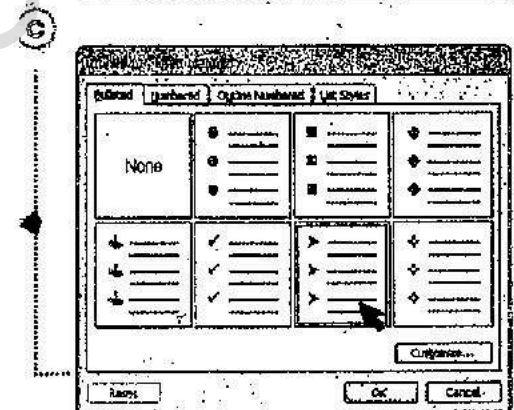 C
Bulleted Numbered Outline Numbered List Styles
None
Customize...
Reset OK Cancel